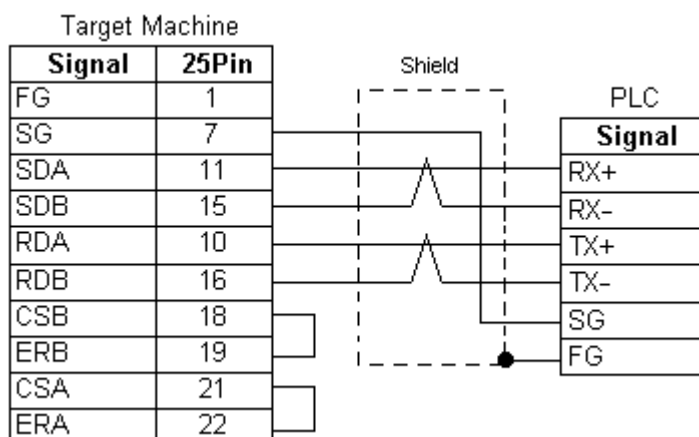 Target Machine
Signal 25Pin
FG 1
SG 7
SDA 11
SDB 15
RDA 10
RDB 16
CSB 18
ERB 19
CSA 21
ERA 22
Shield
PLC
Signal
RX+
RX-
TX+
TX-
SG
FG